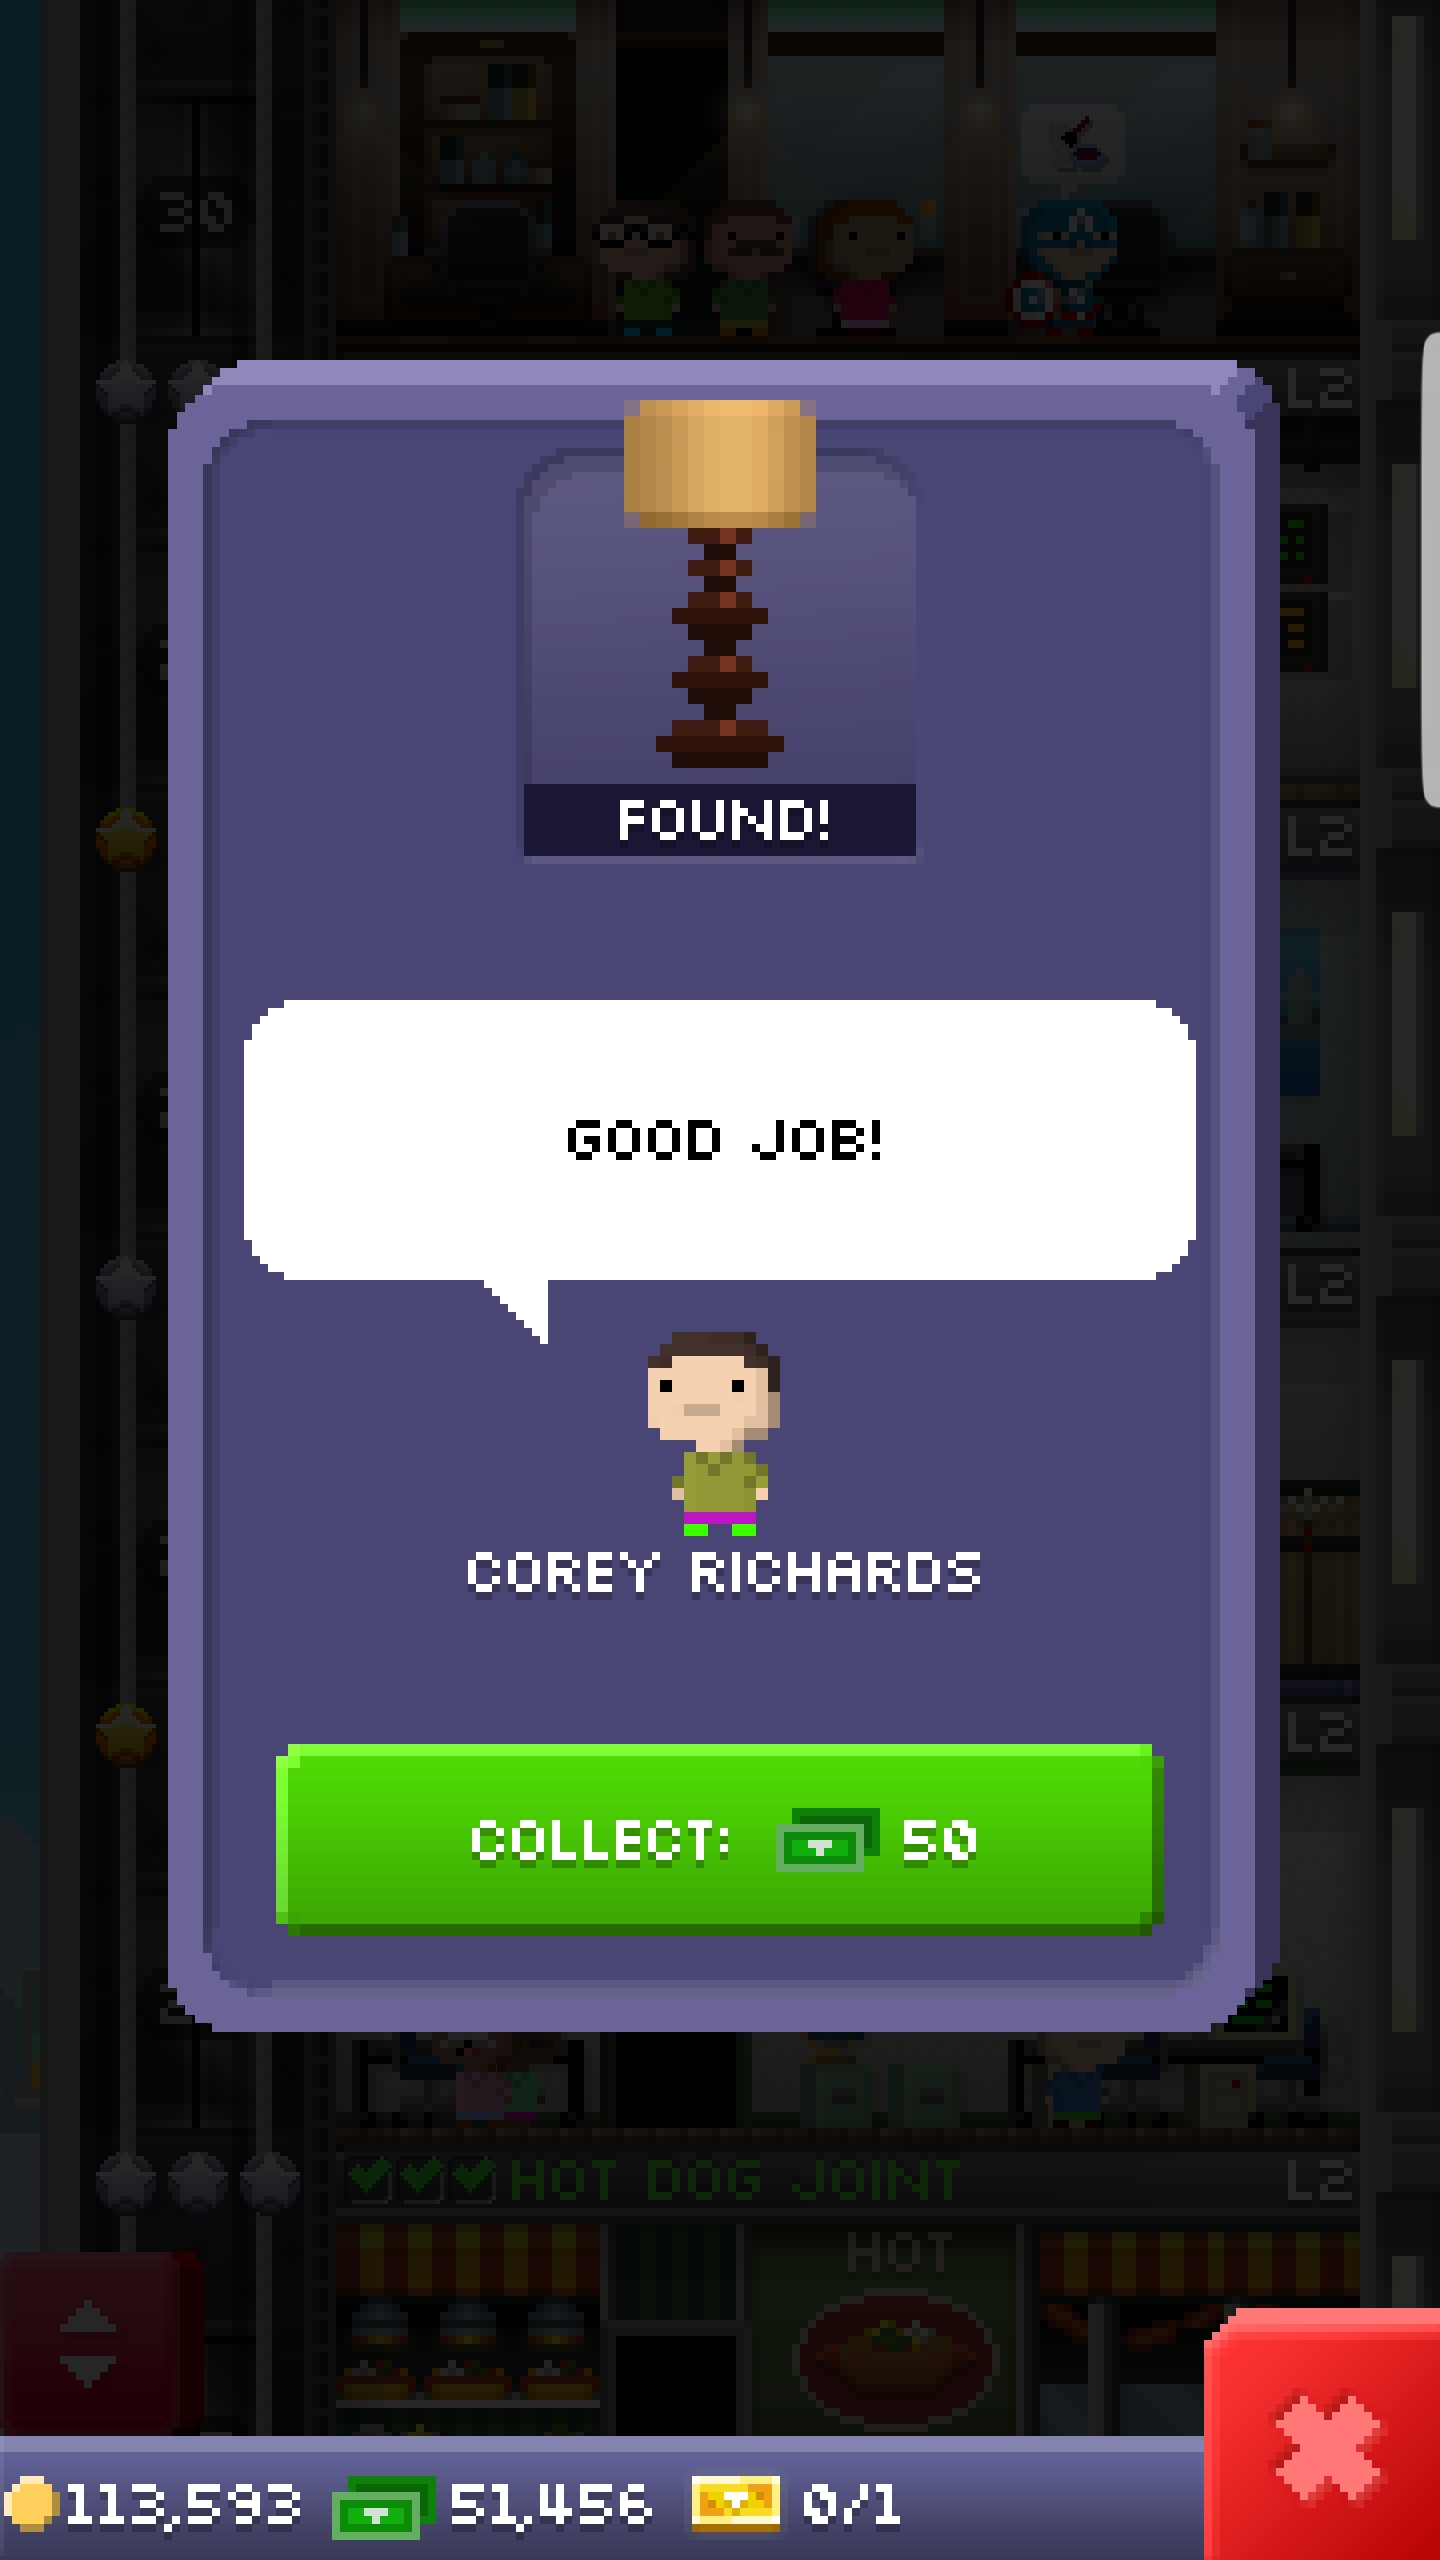 30
L2
FOUND!
L2
GOOD JOB!
L2
COREY RICHARDS
L2
COLLECT: 50
HOT DOG JOINT L2
HOT
113,593 51,456 0/1